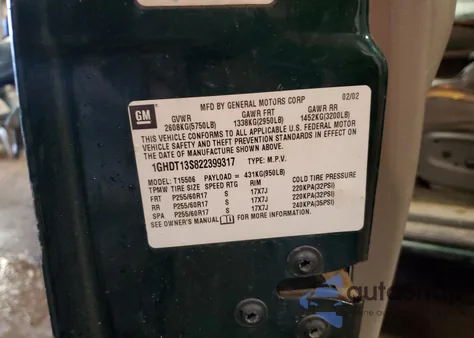 MFD BY GENERAL MOTORS CORP 02/02
GM
GVWR GAWR FRT GAWR RR
2608KG(5750LB) 1338KG(2950LB) 1452KG(3200LB)
THIS VEHICLE CONFORMS TO ALL APPLICABLE U.S. FEDERAL MOTOR
VEHICLE SAFETY AND THEFT PREVENTION STANDARDS IN EFFECT ON
THE DATE OF MANUFACTURE SHOWN ABOVE.
1GHDT13S822399317 TYPE: M.P.V.
MODEL: T15506 PAYLOAD = 431KG(950LB)
TPMW TIRE SIZE SPEED RTG RIM COLD TIRE PRESSURE
FRT P255/60R17 S 17X7J 220KPA(32PSI)
RR P255/60R17 S 17X7J 220KPA(32PSI)
SPA P255/60R17 S 17X7J 240KPA(35PSI)
SEE OWNER'S MANUAL FOR MORE INFORMATION.